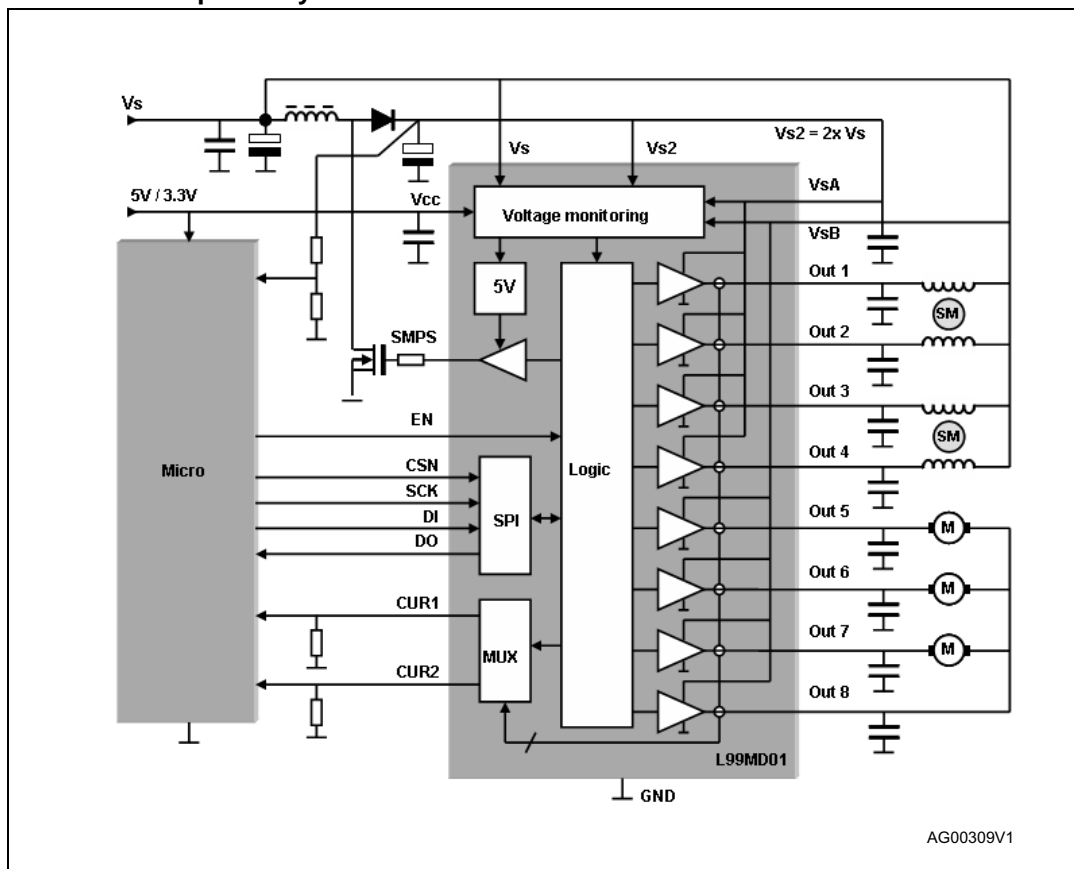 Vs
Vs
Vs2
Vs2 = 2x Vs
VsA
VsB
5V / 3.3V
Vcc
Voltage monitoring
5V
SMPS
EN
Micro
CSN
SCK
DI
DO
SPI
Logic
CUR1
CUR2
MUX
Out 1
SM
Out 2
Out 3
SM
Out 4
Out 5
M
Out 6
M
Out 7
M
Out 8
L99MD01
GND
AG00309V1